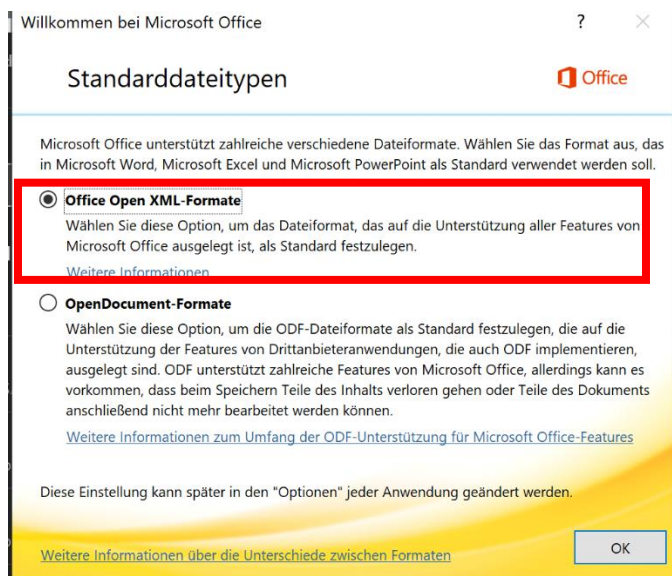 Willkommen bei Microsoft Office ?
Standarddateitypen
Office
Microsoft Office unterstützt zahlreiche verschiedene Dateiformate. Wählen Sie das Format aus, das
in Microsoft Word, Microsoft Excel und Microsoft PowerPoint als Standard verwendet werden soll.
Office Open XML-Formate
Wählen Sie diese Option, um das Dateiformat, das auf die Unterstützung aller Features von
Microsoft Office ausgelegt ist, als Standard festzulegen.
Weitere Informationen
OpenDocument-Formate
Wählen Sie diese Option, um die ODF-Dateiformate als Standard festzulegen, die auf die
Unterstützung der Features von Drittanbieteranwendungen, die auch ODF implementieren,
ausgelegt sind. ODF unterstützt zahlreiche Features von Microsoft Office, allerdings kann es
vorkommen, dass beim Speichern Teile des Inhalts verloren gehen oder Teile des Dokuments
anschließend nicht mehr bearbeitet werden können.
Weitere Informationen zum Umfang der ODF-Unterstützung für Microsoft Office-Features
Diese Einstellung kann später in den "Optionen" jeder Anwendung geändert werden.
OK
Weitere Informationen über die Unterschiede zwischen Formaten